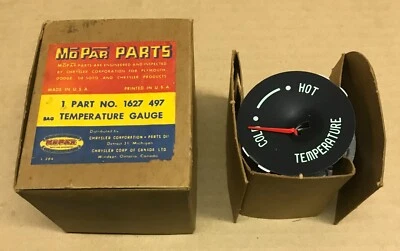 MOPAR PARTS
PARTS ARE ENGINEERED AND INSPECTED
BY CHRYSLER CORPORATION FOR PLYMOUTH,
DODGE, DE SOTO AND CHRYSLER PRODUCTS.
MADE IN U.S.A.
PRINTED IN U.S.A.
1 PART NO. 1627 497
BAG TEMPERATURE GAUGE
Distributed by
CHRYSLER CORPORATION - PARTS DIV
Detroit 31, Michigan
CHRYSLER CORP OF CANADA LTD
Windsor, Ontario, Canada
MOPAR
HOT
COLD
TEMPERATURE